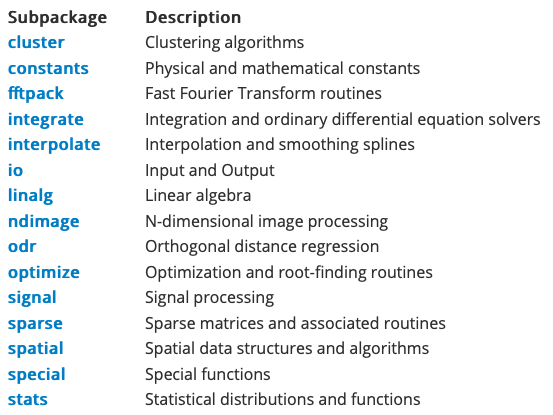 Subpackage Description
cluster Clustering algorithms
constants Physical and mathematical constants
fftpack Fast Fourier Transform routines
integrate Integration and ordinary differential equation solvers
interpolate Interpolation and smoothing splines
io Input and Output
linalg Linear algebra
ndimage N-dimensional image processing
odr Orthogonal distance regression
optimize Optimization and root-finding routines
signal Signal processing
sparse Sparse matrices and associated routines
spatial Spatial data structures and algorithms
special Special functions
stats Statistical distributions and functions